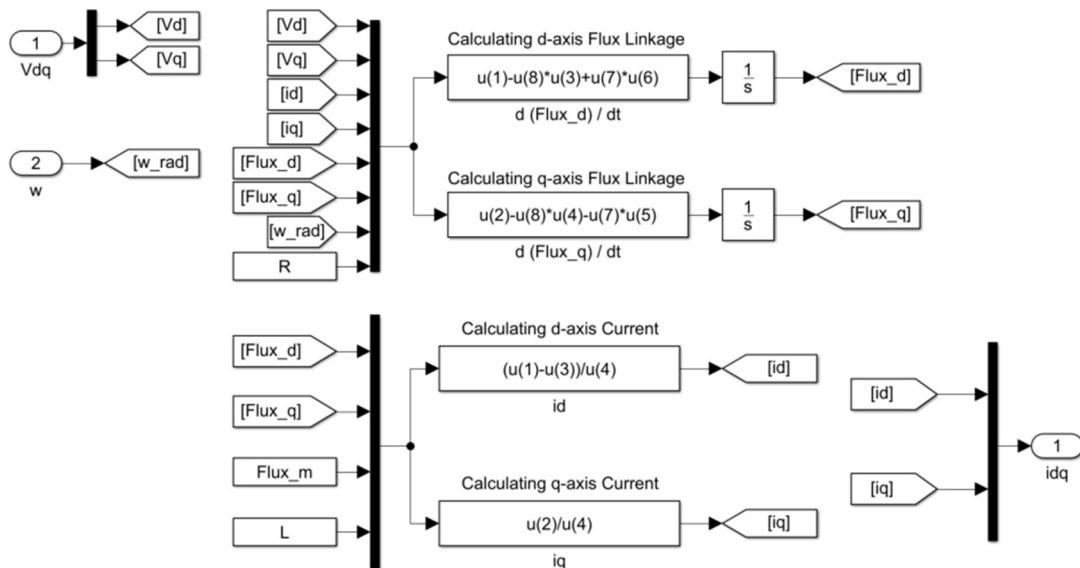 1
Vdq
[Vd]
[Vq]
2
w
[w_rad]
[Vd]
[Vq]
[id]
[iq]
[Flux_d]
[Flux_q]
[w_rad]
R
Calculating d-axis Flux Linkage
u(1)-u(8)*u(3)+u(7)*u(6)
d (Flux_d) / dt
1
s
[Flux_d]
Calculating q-axis Flux Linkage
u(2)-u(8)*u(4)-u(7)*u(5)
d (Flux_q) / dt
1
s
[Flux_q]
[Flux_d]
[Flux_q]
Flux_m
L
Calculating d-axis Current
(u(1)-u(3))/u(4)
id
[id]
Calculating q-axis Current
u(2)/u(4)
iq
[iq]
[id]
[iq]
1
idq